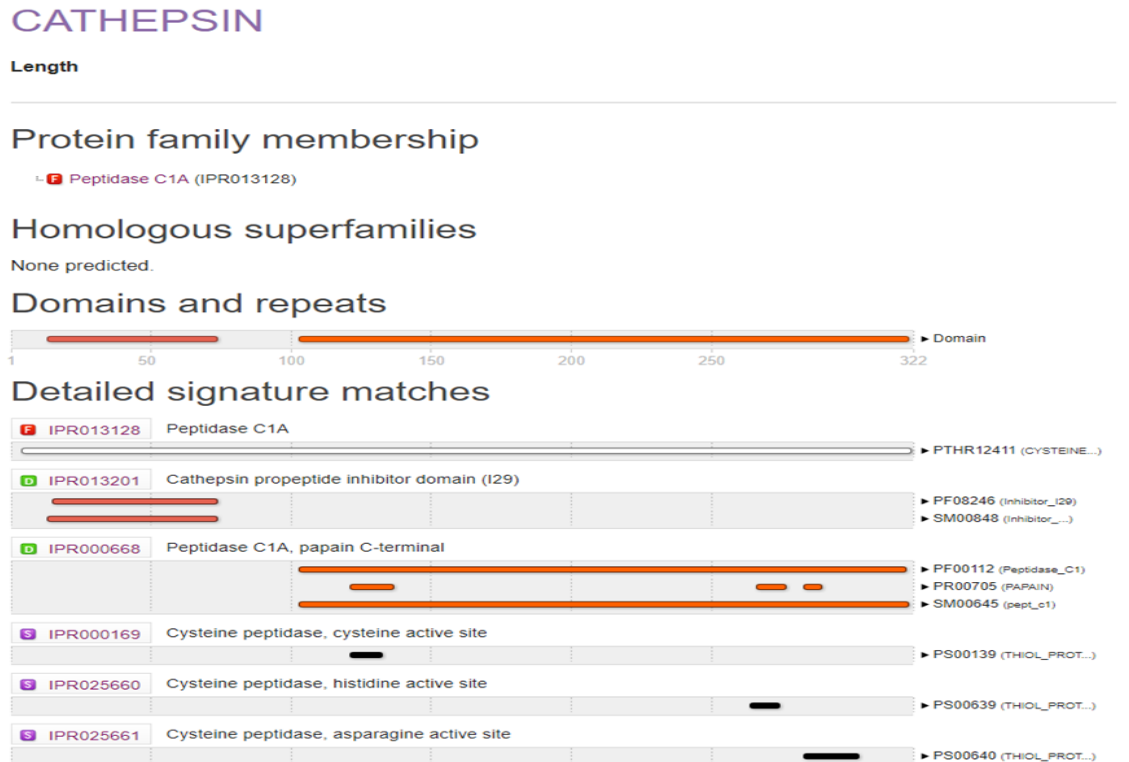 CATHEPSIN
Length
Protein family membership
F Peptidase C1A (IPR013128)
Homologous superfamilies
None predicted.
Domains and repeats
Domain
1 50 100 150 200 250 322
Detailed signature matches
F IPR013128 Peptidase C1A
PTHR12411 (CYSTEINE...)
D IPR013201 Cathepsin propeptide inhibitor domain (I29)
PF08246 (Inhibitor_I29)
SM00848 (Inhibitor_...)
D IPR000668 Peptidase C1A, papain C-terminal
PF00112 (Peptidase_C1)
PR00705 (PAPAIN)
SM00645 (pept_c1)
S IPR000169 Cysteine peptidase, cysteine active site
PS00139 (THIOL_PROT...)
S IPR025660 Cysteine peptidase, histidine active site
PS00639 (THIOL_PROT...)
S IPR025661 Cysteine peptidase, asparagine active site
PS00640 (THIOL_PROT...)